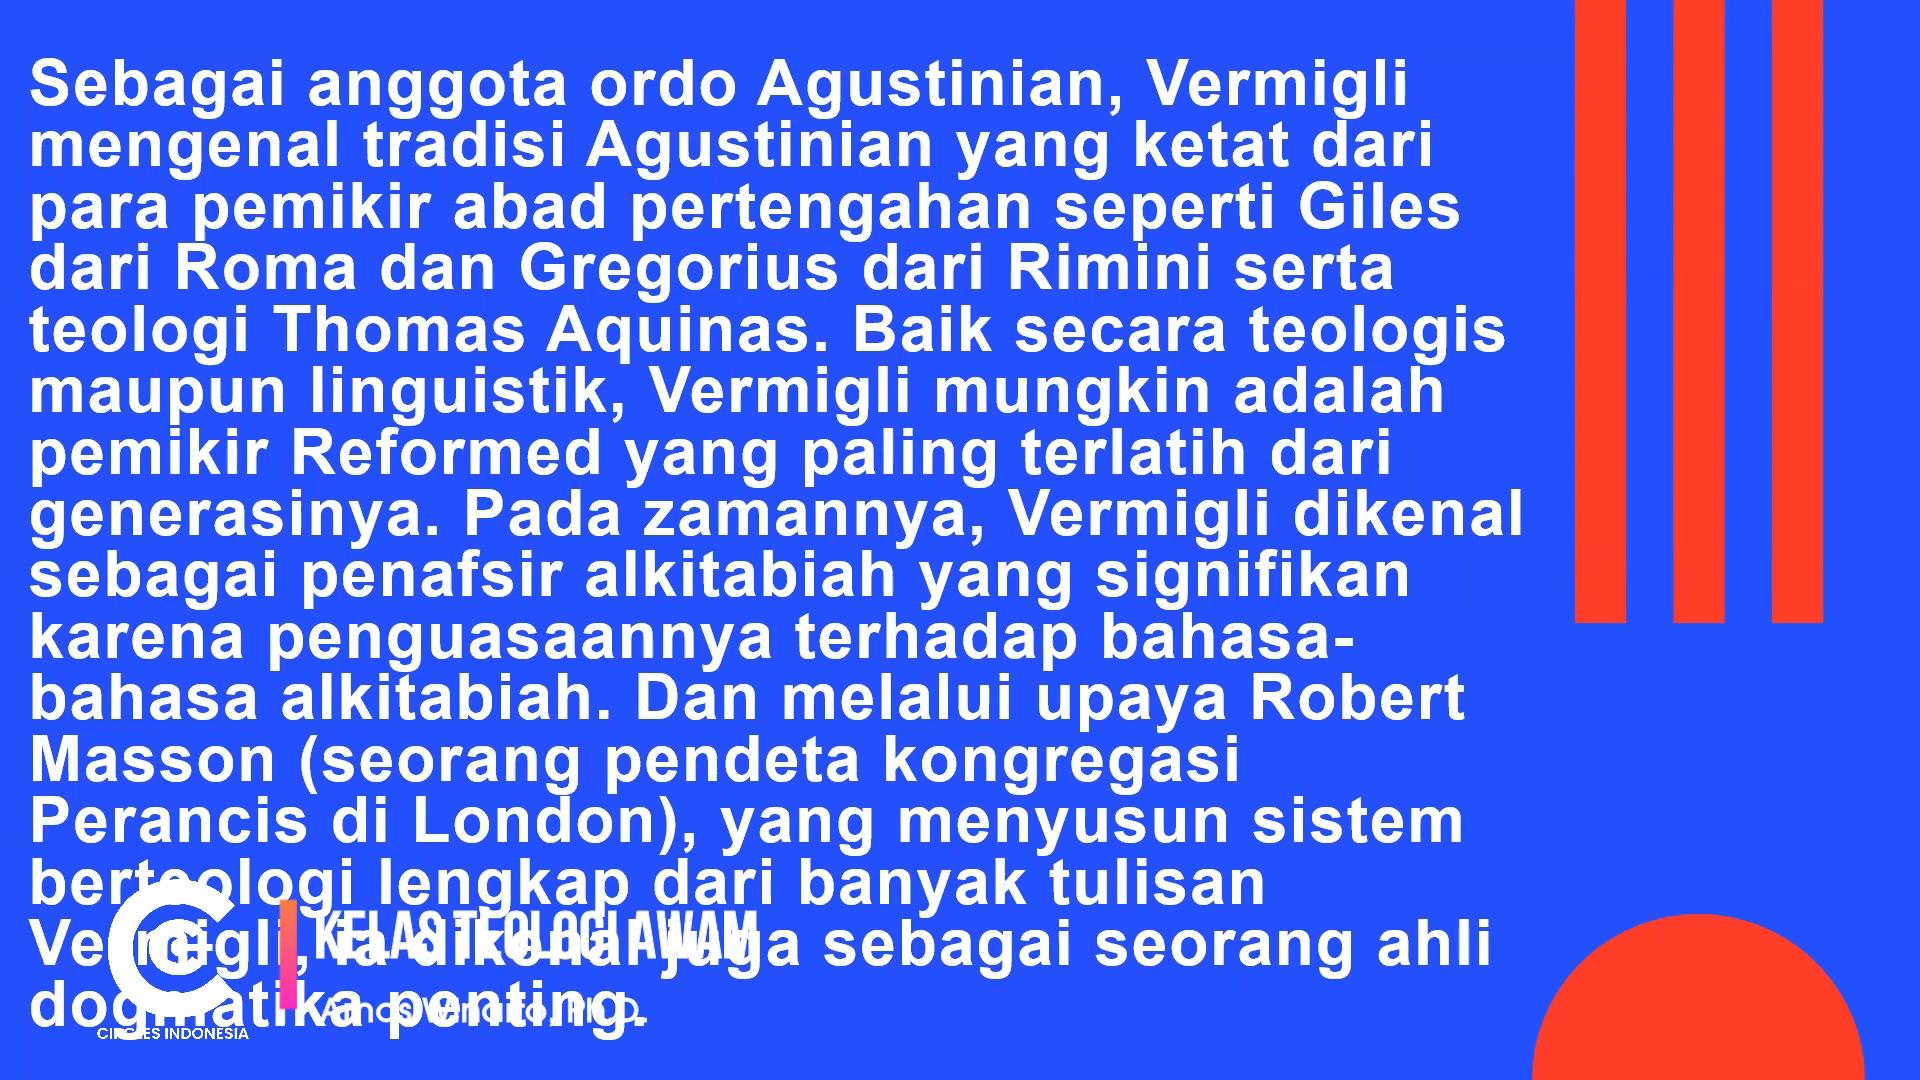 Sebagai anggota ordo Agustinian, Vermigli
mengenal tradisi Agustinian yang ketat dari
para pemikir abad pertengahan seperti Giles
dari Roma dan Gregorius dari Rimini serta
teologi Thomas Aquinas. Baik secara teologis
maupun linguistik, Vermigli mungkin adalah
pemikir Reformed yang paling terlatih dari
generasinya. Pada zamannya, Vermigli dikenal
sebagai penafsir alkitabiah yang signifikan
karena penguasaannya terhadap bahasa-
bahasa alkitabiah. Dan melalui upaya Robert
Masson (seorang pendeta kongregasi
Perancis di London), yang menyusun sistem
berteologi lengkap dari banyak tulisan
Vermigli, ia dikenal juga sebagai seorang ahli
dogmatika penting.
KELAS TEOLOGI AWAM
Amos Winarto, Ph.D.
CIRCLES INDONESIA